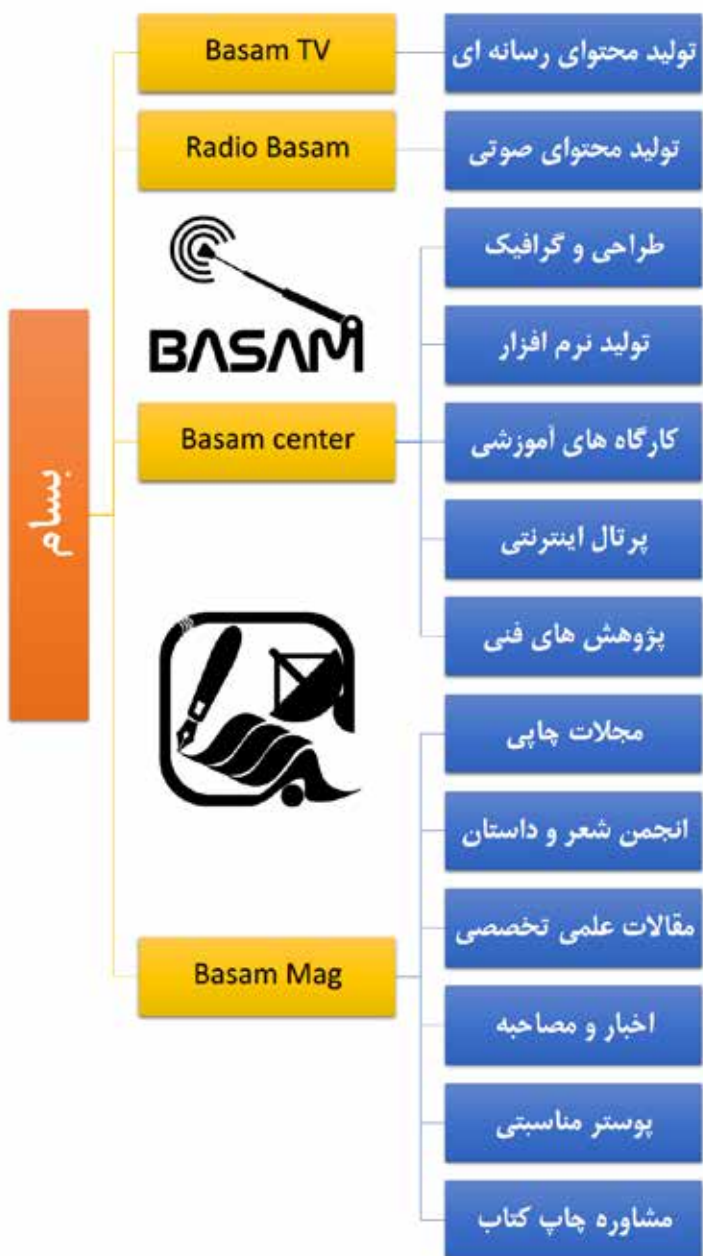 بسام
Basam TV
تولید محتوای رسانه ای
Radio Basam
تولید محتوای صوتی
BASAM
Basam center
طراحی و گرافیک
تولید نرم افزار
کارگاه های آموزشی
پرتال اینترنتی
پژوهش های فنی
Basam Mag
مجلات چاپی
انجمن شعر و داستان
مقالات علمی تخصصی
اخبار و مصاحبه
پوستر مناسبتی
مشاوره چاپ کتاب